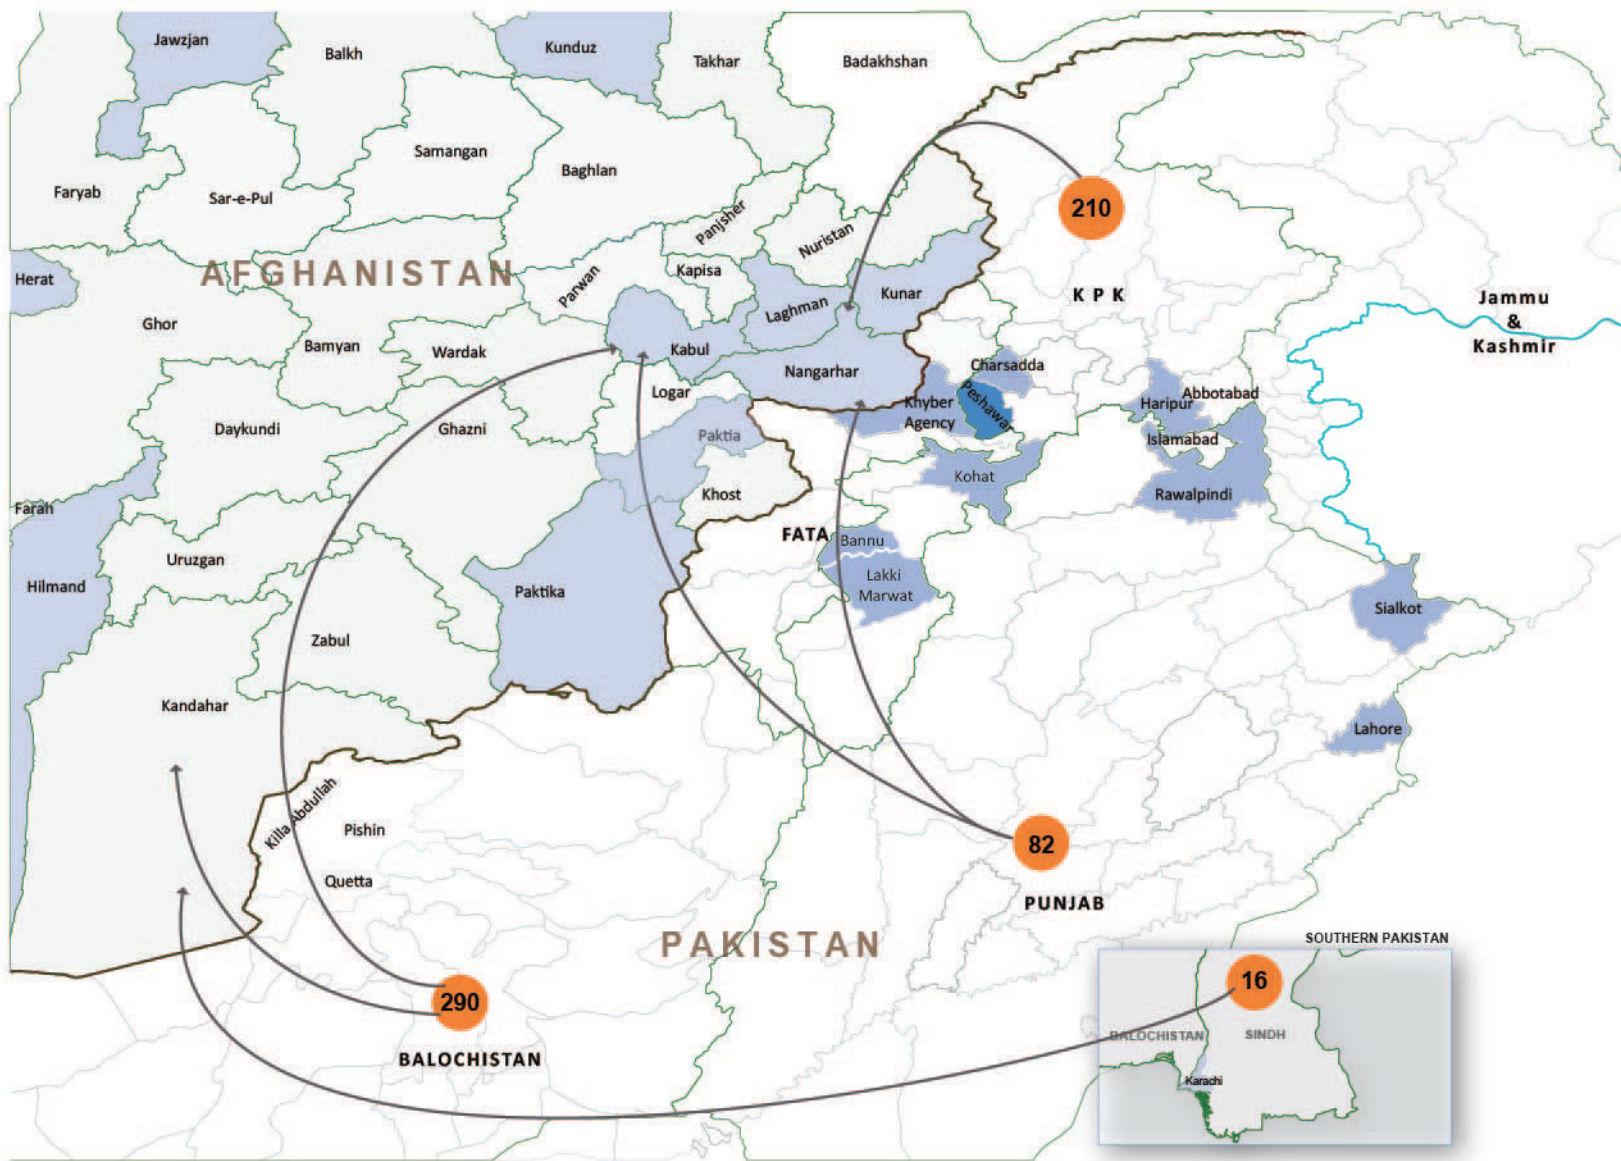 Jawzjan
Balkh
Kunduz
Takhar
Badakhshan
Samangan
Baghlan
Faryab
Sar-e-Pul
210
Panjsher
Nuristan
AFGHANISTAN
Herat
Parwan
Kapisa
Laghman
Kunar
K P K
Jammu
&
Kashmir
Ghor
Bamyan
Wardak
Kabul
Nangarhar
Charsadda
Peshawar
Khyber
Agency
Haripur
Abbotabad
Logar
Daykundi
Ghazni
Paktia
Islamabad
Kohat
Rawalpindi
Khost
Farah
FATA
Bannu
Uruzgan
Hilmand
Paktika
Lakki
Marwat
Sialkot
Zabul
Kandahar
Lahore
Killa Abdullah
Pishin
82
Quetta
PUNJAB
PAKISTAN
SOUTHERN PAKISTAN
290
16
BALOCHISTAN
SINDH
BALOCHISTAN
Karachi